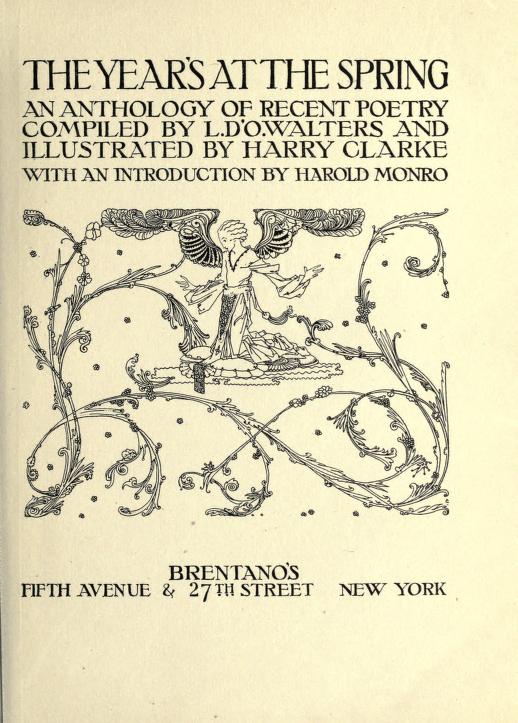 THE YEAR'S AT THE SPRING
AN ANTHOLOGY OF RECENT POETRY
COMPILED BY L. D'O. WALTERS AND
ILLUSTRATED BY HARRY CLARKE
WITH AN INTRODUCTION BY HAROLD MONRO
BRENTANO'S
FIFTH AVENUE & 27TH STREET NEW YORK